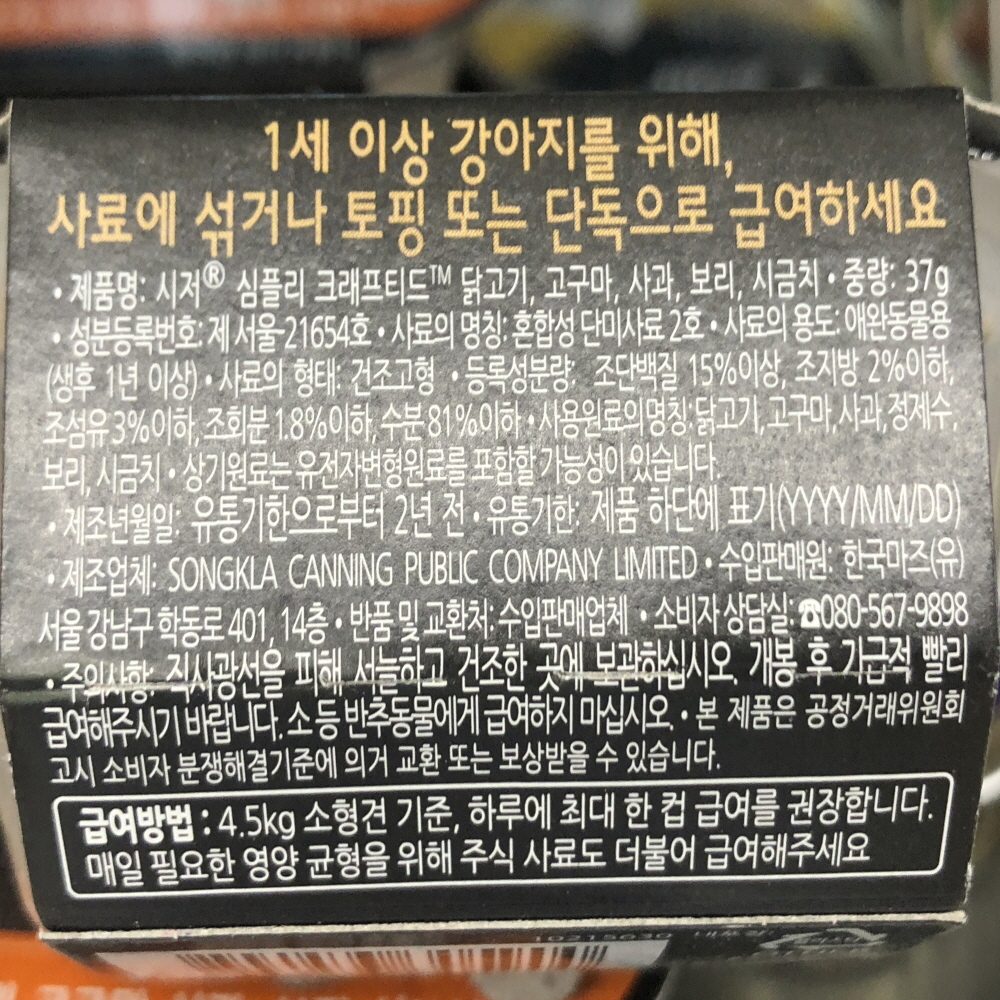 1세 이상 강아지를 위해,
사료에 섞거나 토핑 또는 단독으로 급여하세요
• 제품명: 시저® 심플리 크래프티드™ 닭고기, 고구마, 사과, 보리, 시금치 • 중량: 37g
• 성분등록번호: 제 서울-21654호 • 사료의 명칭: 혼합성 단미사료 2호 • 사료의 용도: 애완동물용
(생후 1년 이상) • 사료의 형태: 건조고형 • 등록성분량: 조단백질 15%이상, 조지방 2%이하,
조섬유 3%이하, 조회분 1.8%이하, 수분 81%이하 • 사용원료의명칭: 닭고기, 고구마, 사과, 정제수,
보리, 시금치 • 상기원료는 유전자변형원료를 포함할 가능성이 있습니다.
• 제조년월일: 유통기한으로부터 2년 전 • 유통기한: 제품 하단에 표기(YYYY/MM/DD)
• 제조업체: SONGKLA CANNING PUBLIC COMPANY LIMITED • 수입판매원: 한국마즈(유)
서울 강남구 학동로 401, 14층 • 반품 및 교환처: 수입판매업체 • 소비자 상담실: ☎080-567-9898
• 주의사항: 직사광선을 피해 서늘하고 건조한 곳에 보관하십시오. 개봉 후 가급적 빨리
급여해주시기 바랍니다. 소 등 반추동물에게 급여하지 마십시오. • 본 제품은 공정거래위원회
고시 소비자 분쟁해결기준에 의거 교환 또는 보상받을 수 있습니다.
급여방법 : 4.5kg 소형견 기준, 하루에 최대 한 컵 급여를 권장합니다.
매일 필요한 영양 균형을 위해 주식 사료도 더불어 급여해주세요